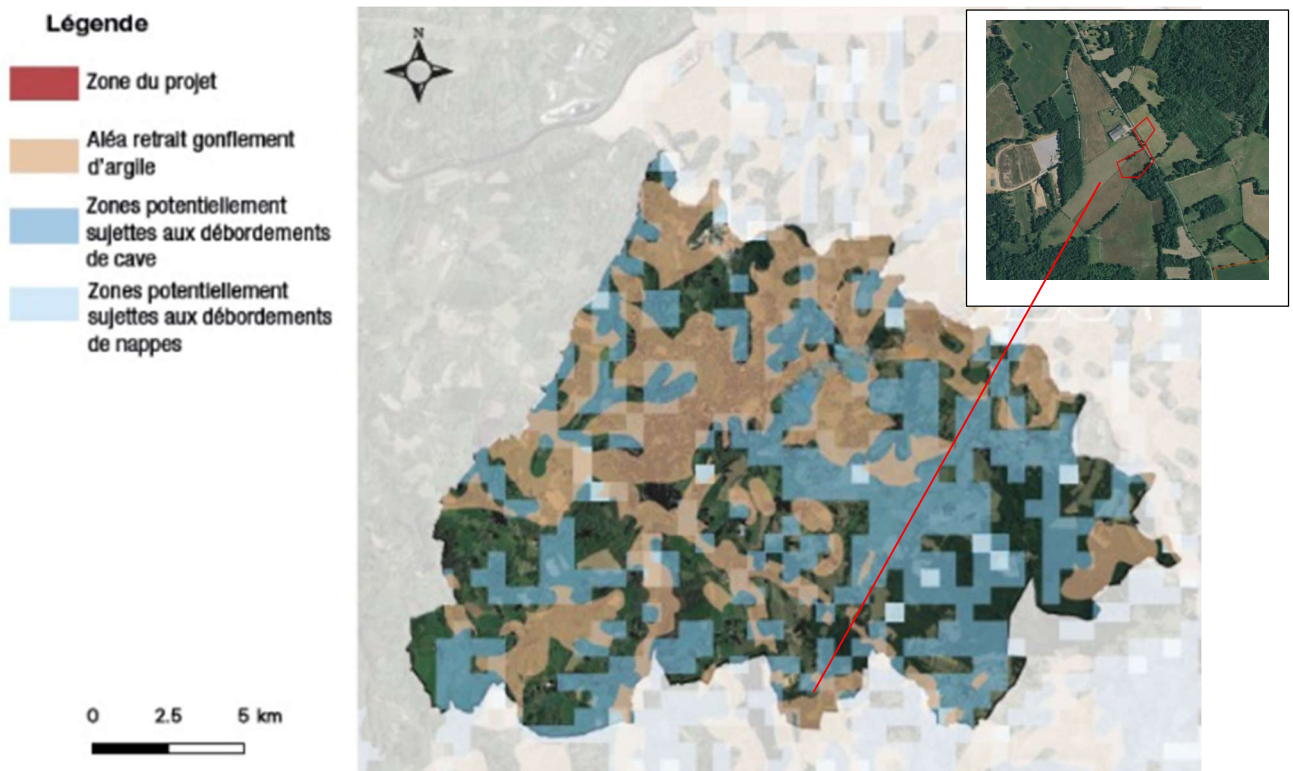 Légende
Zone du projet
Aléa retrait gonflement
d'argile
Zones potentiellement
sujettes aux débordements
de cave
Zones potentiellement
sujettes aux débordements
de nappes
N
0 2.5 5 km